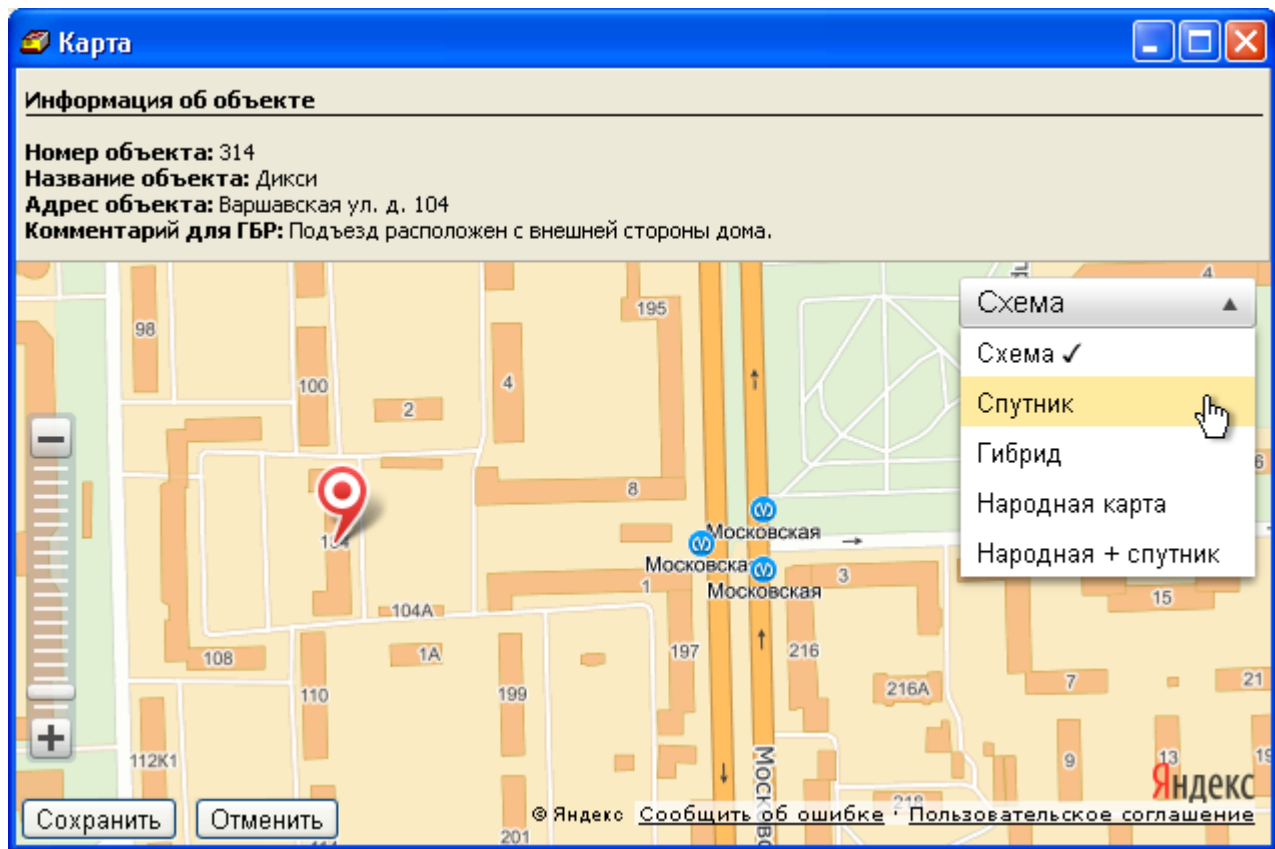 Карта
Информация об объекте
Номер объекта: 314
Название объекта: Дикси
Адрес объекта: Варшавская ул. д. 104
Комментарий для ГБР: Подъезд расположен с внешней стороны дома.
4
Схема
195
98
Схема ✓
100
4
2
Спутник
Гибрид
6
8
Народная карта
Московская
Московская
Московская
Народная + спутник
1
3
15
104А
108
1А
197
216
110
199
216А
7
21
112К1
9
13
19
Яндекс
Сохранить
Отменить
© Яндекс Сообщить об ошибке · Пользовательское соглашение
201